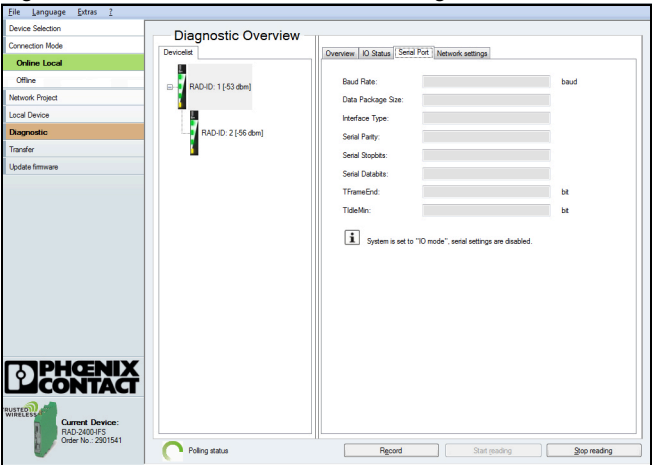 File Language Extras ?
Device Selection
Connection Mode
Online Local
Offline
Network Project
Local Device
Diagnostic
Transfer
Update firmware
PHŒNIX
CONTACT
TRUSTED
WIRELESS
Current Device:
RAD-2400-IFS
Order No.: 2901541
Diagnostic Overview
Devicelist
RAD-ID: 1 [-53 dbm]
RAD-ID: 2 [-56 dbm]
Overview IO Status Serial Port Network settings
Baud Rate: baud
Data Package Size:
Interface Type:
Serial Parity:
Serial Stopbits:
Serial Databits:
TFrameEnd: bit
TIdleMin: bit
System is set to "IO mode", serial settings are disabled.
Polling status
Record Start reading Stop reading